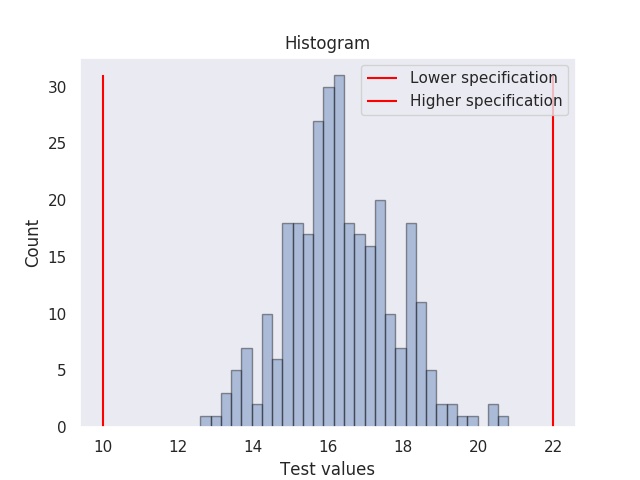 Histogram
Lower specification
Higher specification
30
25
20
15
10
5
0
Count
10 12 14 16 18 20 22
Test values